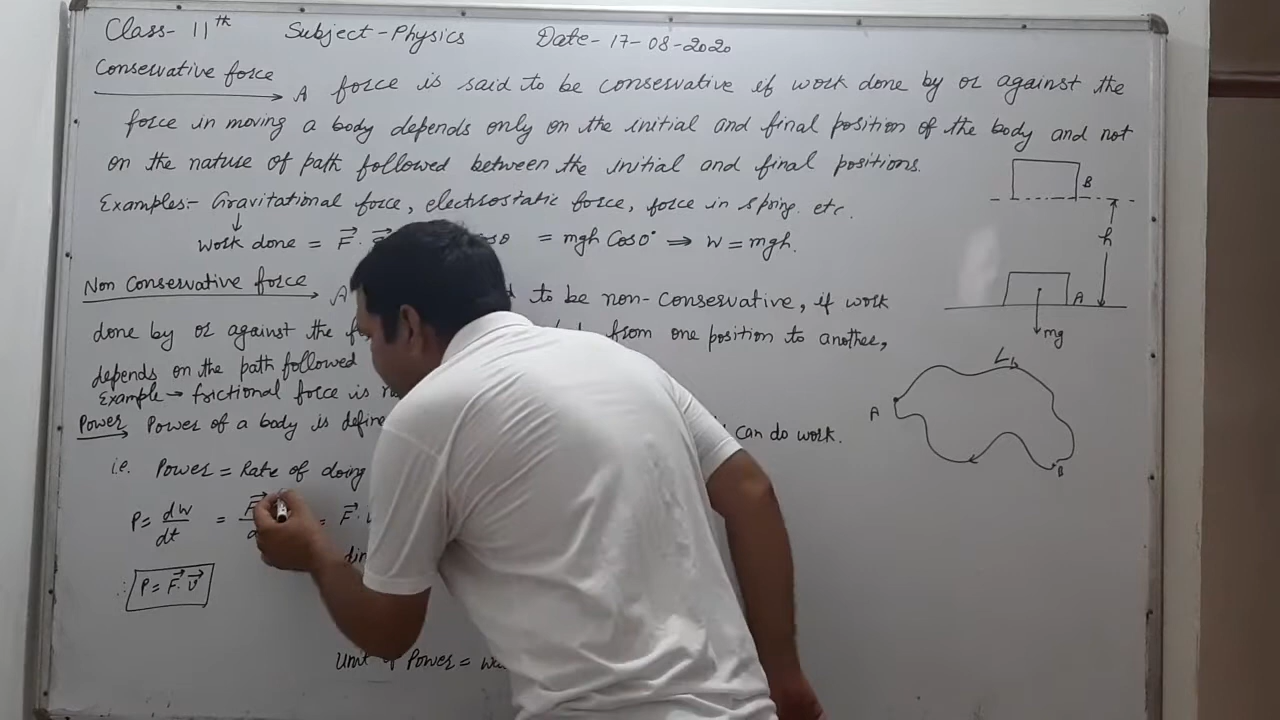 Class- 11th Subject-Physics Date- 17-08-2020
Conservative force → A force is said to be conservative if work done by or against the
force in moving a body depends only on the initial and final position of the body and not
on the nature of path followed between the initial and final positions.
Examples:- Gravitational force, electrostatic force, force in spring. etc.
Work done = F⃗. = mgh Cos0° ⇒ W = mgh.
Non Conservative force → A to be non-Conservative, if work
done by or against the from one position to another,
depends on the path followed
Example → frictional force is
Power → Power of a body is can do work.
i.e. Power = Rate of doing
P = dW/dt = = F⃗.
∴ P = F⃗. v⃗
Unit of Power =
B
h
A
mg
L
A
B